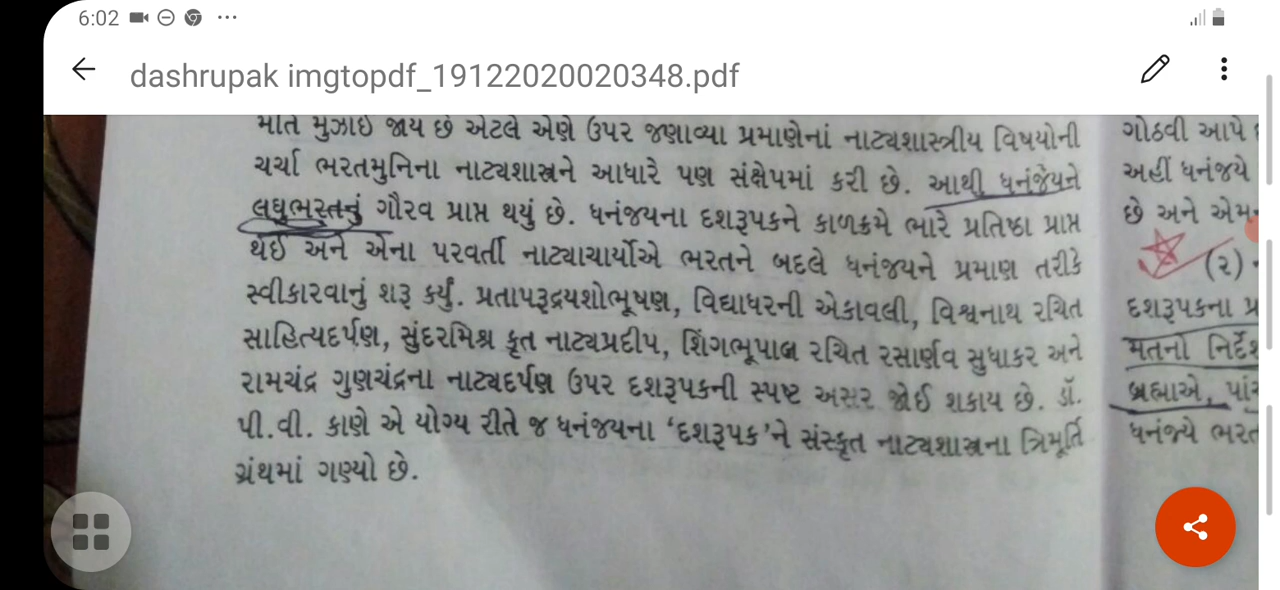 6:02
dashrupak imgtopdf_19122020020348.pdf
મતિ મુઝાઇ જાય છે એટલે એણે ઉપર જણાવ્યા પ્રમાણેનાં નાટ્યશાસ્ત્રીય વિષયોની
ચર્ચા ભરતમુનિના નાટ્યશાસ્ત્રને આધારે પણ સંક્ષેપમાં કરી છે. આથી ધનંજયને
લઘુભરતનું ગૌરવ પ્રાપ્ત થયું છે. ધનંજયના દશરૂપકને કાળક્રમે ભારે પ્રતિષ્ઠા પ્રાપ્ત
થઈ અને એના પરવર્તી નાટ્યાચાર્યોએ ભરતને બદલે ધનંજયને પ્રમાણ તરીકે
સ્વીકારવાનું શરૂ કર્યું. પ્રતાપરૂદ્રયશોભૂષણ, વિદ્યાધરની એકાવલી, વિશ્વનાથ રચિત
સાહિત્યદર્પણ, સુંદરમિશ્ર કૃત નાટ્યપ્રદીપ, શિંગભૂપાલ રચિત રસાર્ણવ સુધાકર અને
રામચંદ્ર ગુણચંદ્રના નાટ્યદર્પણ ઉપર દશરૂપકની સ્પષ્ટ અસર જોઈ શકાય છે. ડૉ.
પી.વી. કાણે એ યોગ્ય રીતે જ ધનંજયના ‘દશરૂપક’ને સંસ્કૃત નાટ્યશાસ્ત્રના ત્રિમૂર્તિ
ગ્રંથમાં ગણ્યો છે.
ગોઠવી આપે
અહીં ધનંજયે
છે અને એમ
(૨)
દશરૂપકના
મતનો નિર્દેશ
બ્રહ્માએ,
ધનંજ્યે ભરત